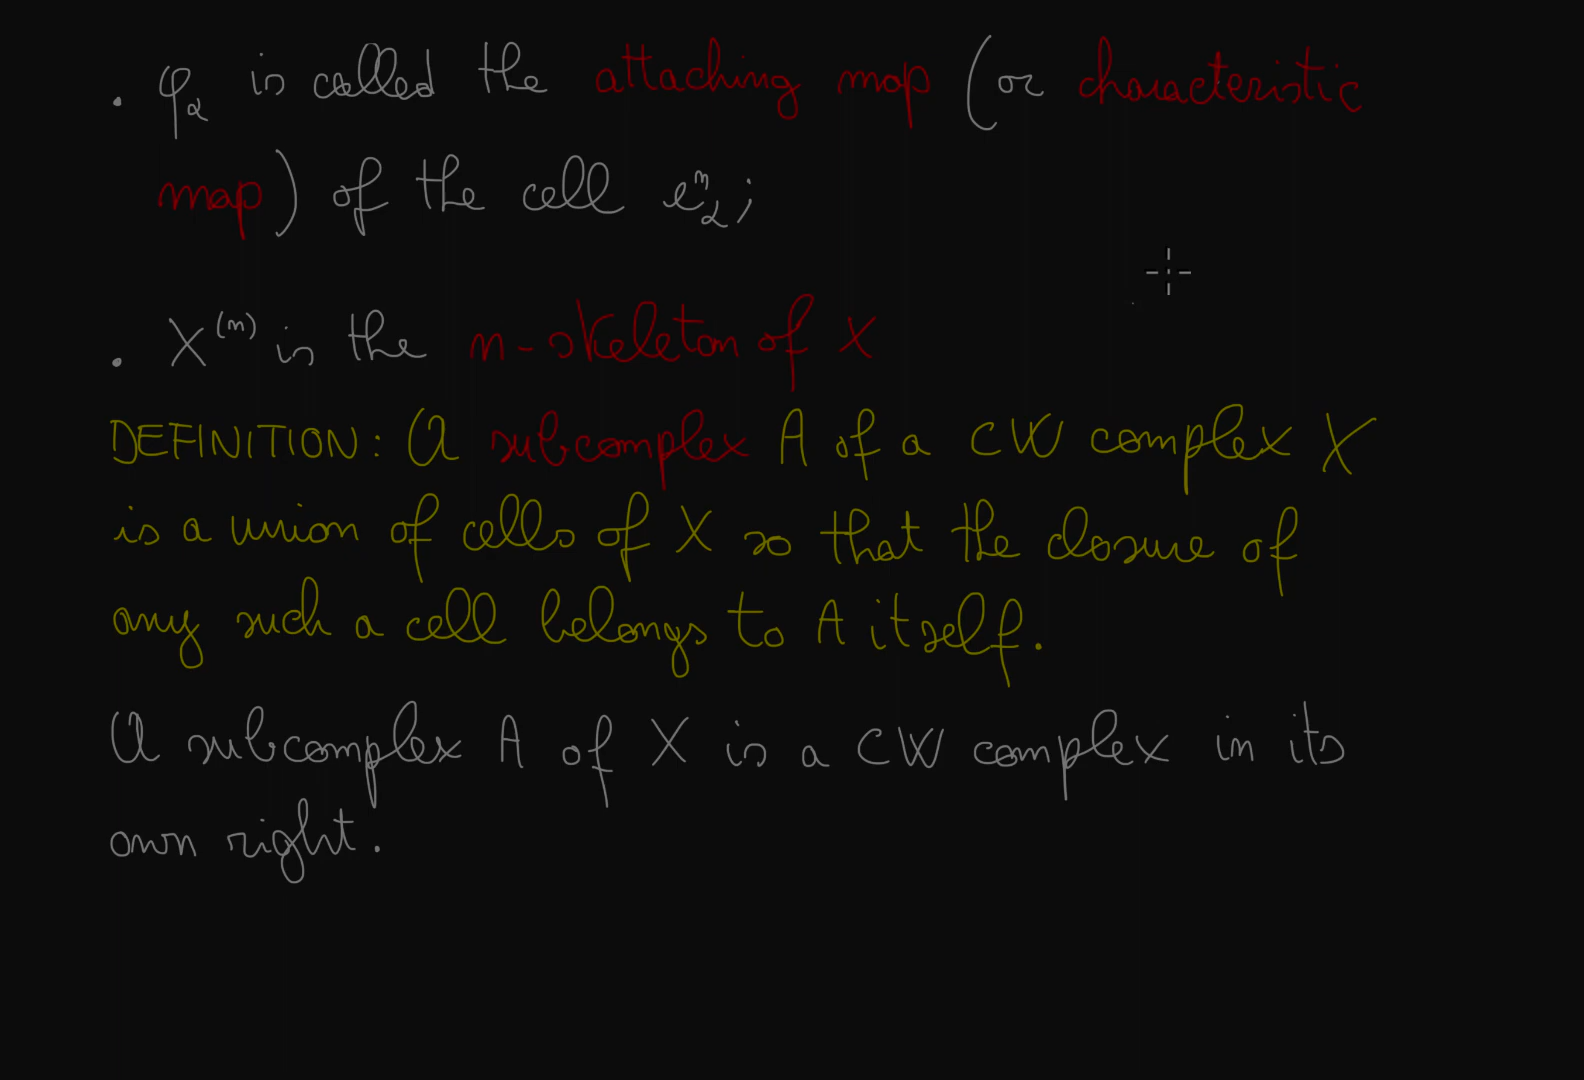 • φ_α is called the attaching map (or characteristic
map) of the cell e^n_α;
• X^(n) is the n-skeleton of X
DEFINITION: A subcomplex A of a CW complex X
is a union of cells of X so that the closure of
any such a cell belongs to A itself.
A subcomplex A of X is a CW complex in its
own right.